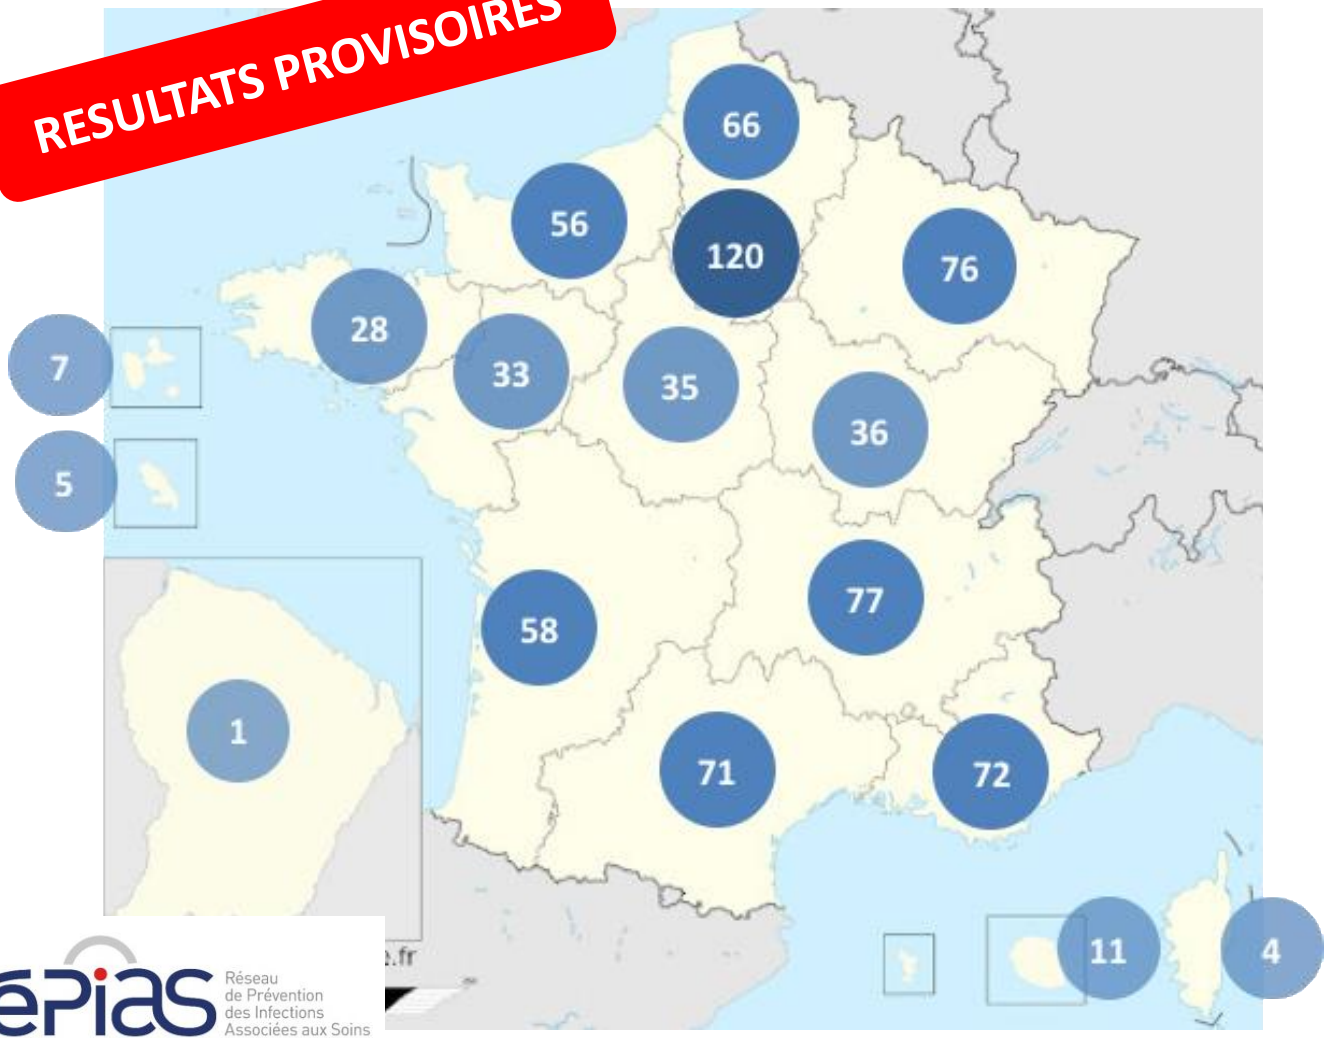 RESULTATS PROVISOIRES
66
56
120
76
28
7
33
35
36
5
77
58
1
71
72
11
4
e.fr
éPiaS
Réseau
de Prévention
des Infections
Associées aux Soins